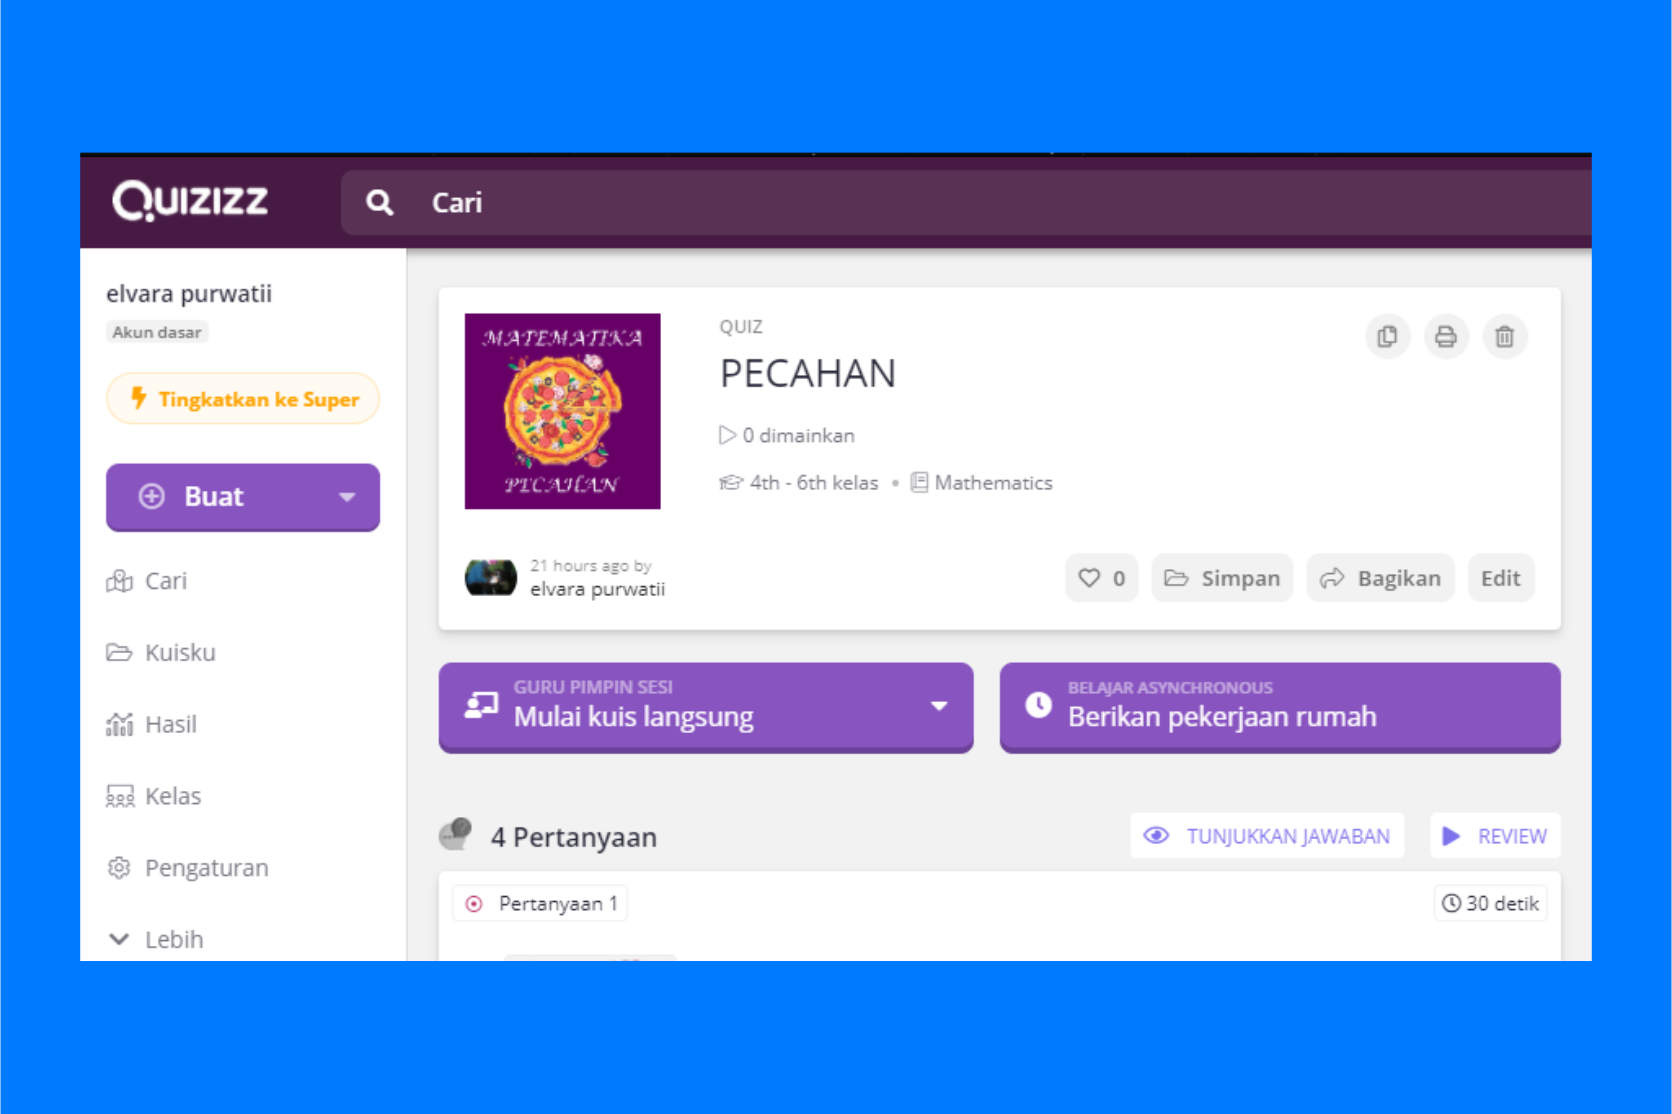 QUIZIZZ
Cari
elvara purwatii
Akun dasar
Tingkatkan ke Super
Buat
Cari
Kuisku
Hasil
Kelas
Pengaturan
Lebih
MATEMATIKA
PECAHAN
QUIZ
PECAHAN
0 dimainkan
4th - 6th kelas • Mathematics
21 hours ago by
elvara purwatii
0
Simpan
Bagikan
Edit
GURU PIMPIN SESI
Mulai kuis langsung
BELAJAR ASYNCHRONOUS
Berikan pekerjaan rumah
4 Pertanyaan
TUNJUKKAN JAWABAN
REVIEW
Pertanyaan 1
30 detik